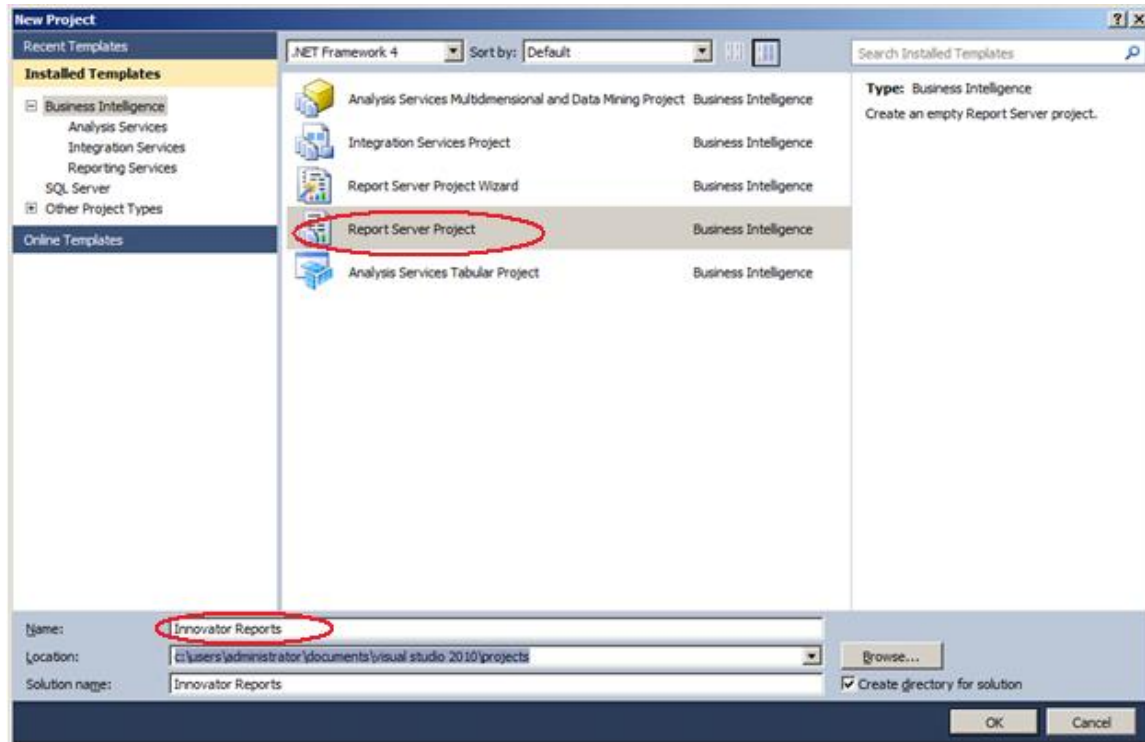 New Project
Recent Templates
Installed Templates
Business Intelligence
Analysis Services
Integration Services
Reporting Services
SQL Server
Other Project Types
Online Templates
.NET Framework 4 Sort by: Default
Analysis Services Multidimensional and Data Mining Project Business Intelligence
Integration Services Project Business Intelligence
Report Server Project Wizard Business Intelligence
Report Server Project Business Intelligence
Analysis Services Tabular Project Business Intelligence
Search Installed Templates
Type: Business Intelligence
Create an empty Report Server project.
Name: Innovator Reports
Location: c:\users\administrator\documents\visual studio 2010\projects
Browse...
Solution name: Innovator Reports
Create directory for solution
OK Cancel